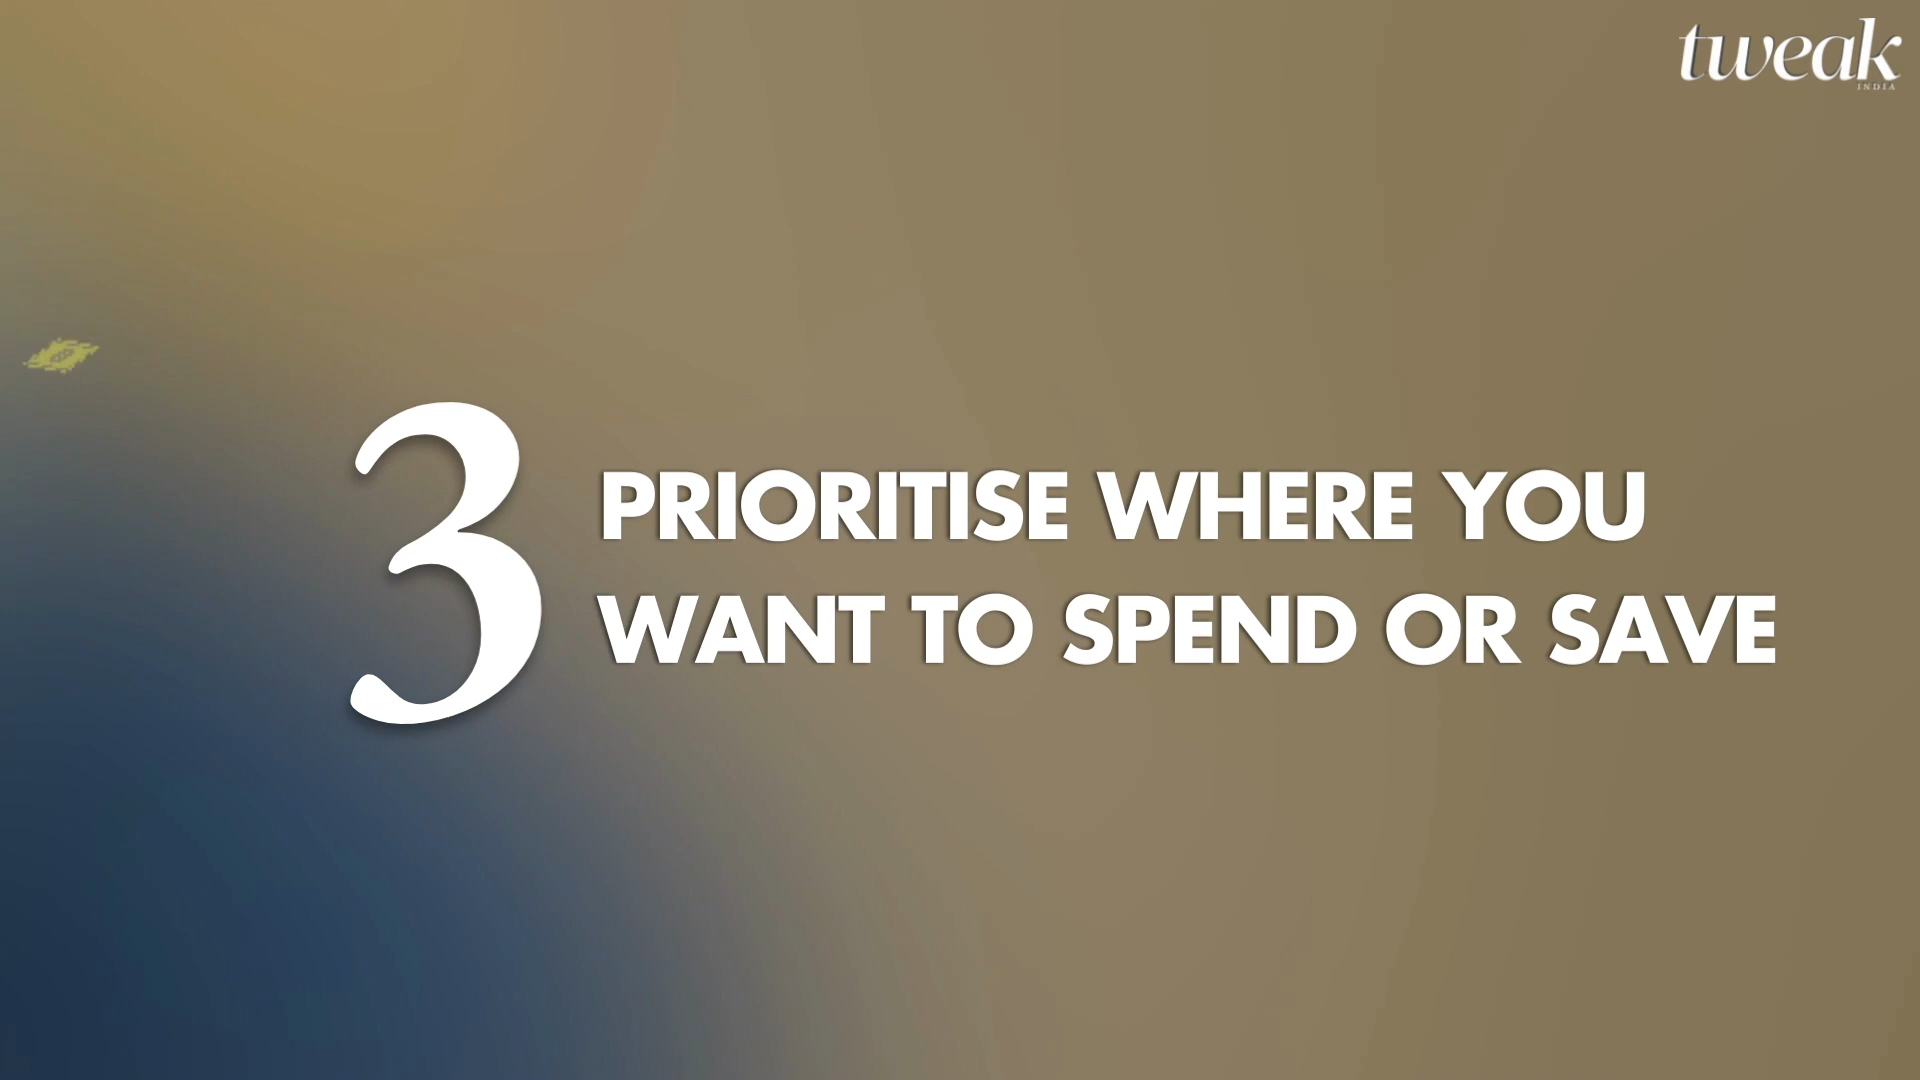 tweak
INDIA
3
PRIORITISE WHERE YOU
WANT TO SPEND OR SAVE